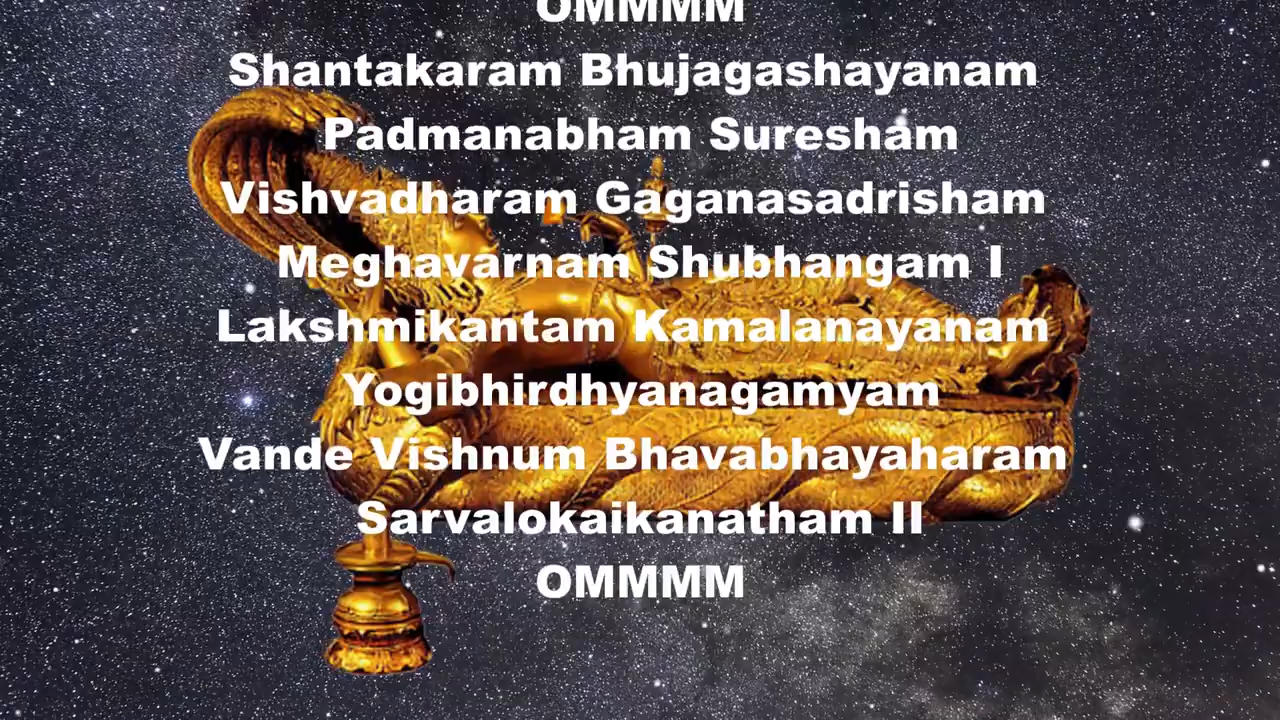 OMMMM
Shantakaram Bhujagashayanam
Padmanabham Suresham
Vishvadharam Gaganasadrisham
Meghavarnam Shubhangam I
Lakshmikantam Kamalanayanam
Yogibhirdhyanagamyam
Vande Vishnum Bhavabhayaharam
Sarvalokaikanatham II
OMMMM